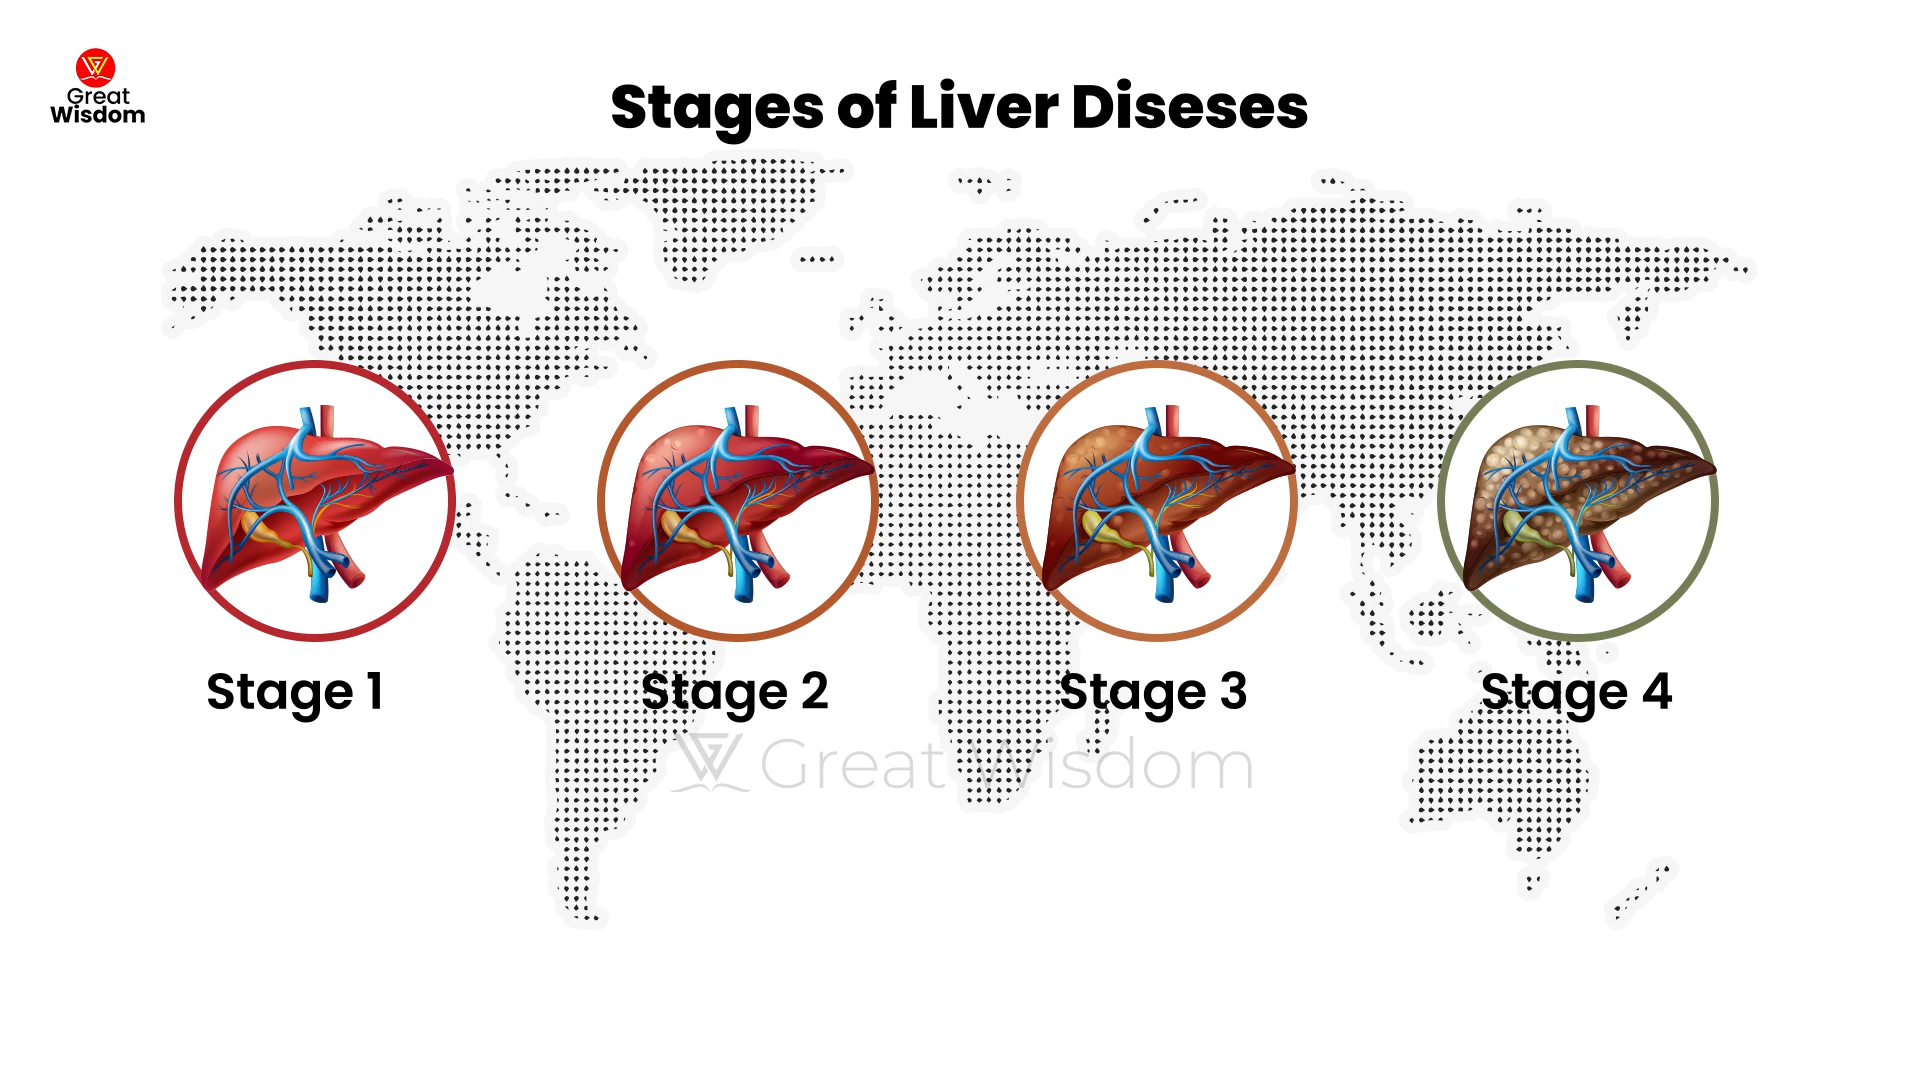 Great
Wisdom
Stages of Liver Diseses
Stage 1
Stage 2
Stage 3
Stage 4
Great Wisdom